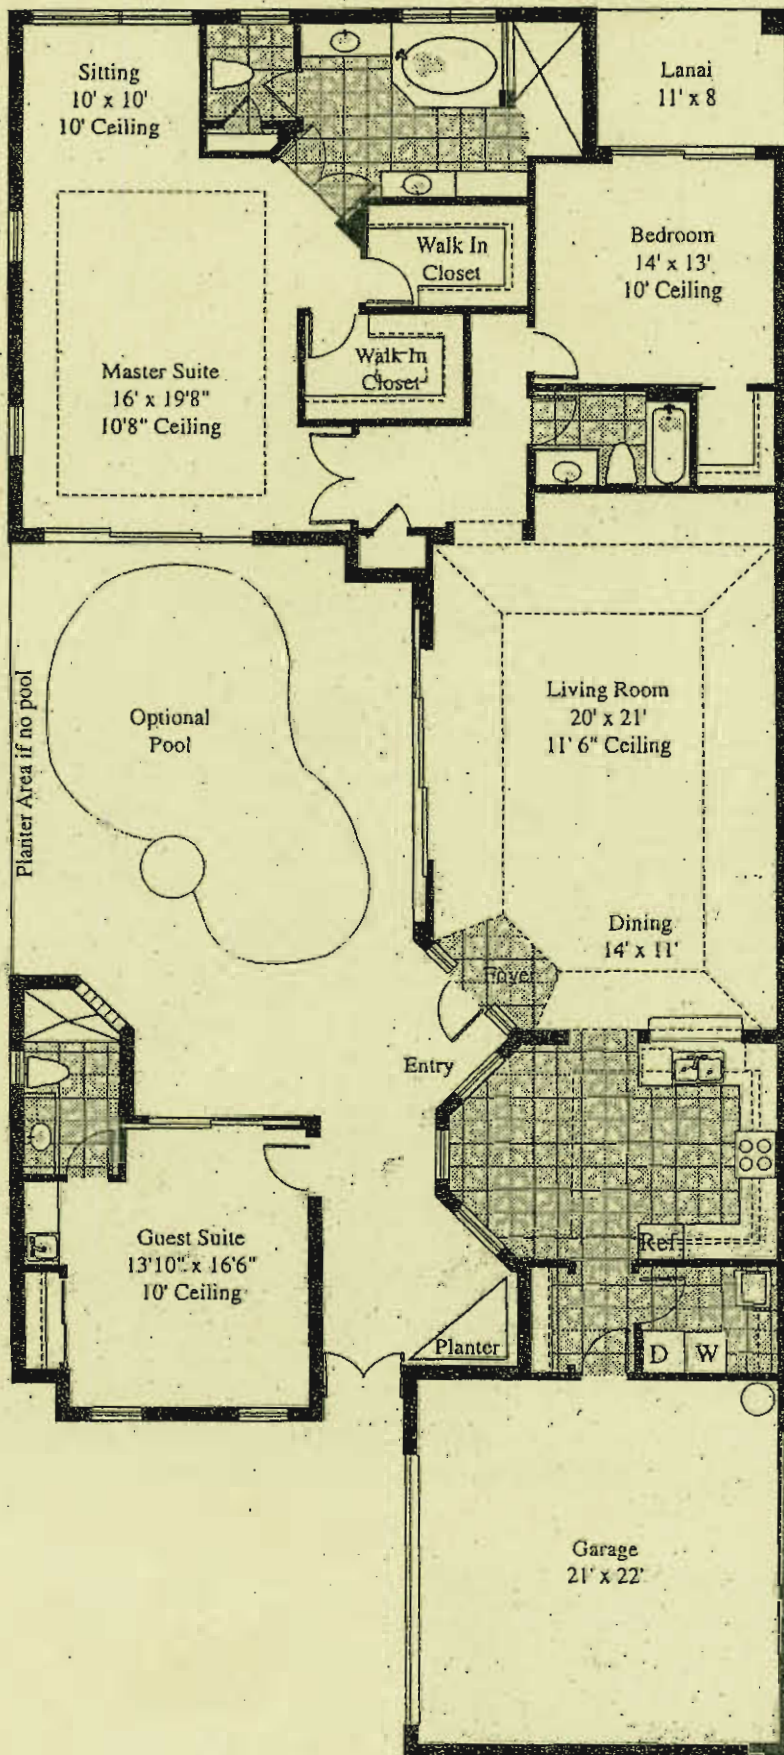 Sitting
10' x 10'
10' Ceiling
Lanai
11' x 8
Walk In
Closet
Bedroom
14' x 13'
10' Ceiling
Walk In
Closet
Master Suite
16' x 19'8"
10'8" Ceiling
Planter Area if no pool
Optional
Pool
Living Room
20' x 21'
11' 6" Ceiling
Dining
14' x 11'
Foyer
Entry
Guest Suite
13'10" x 16'6"
10' Ceiling
Ref
Planter
D
W
Garage
21' x 22'